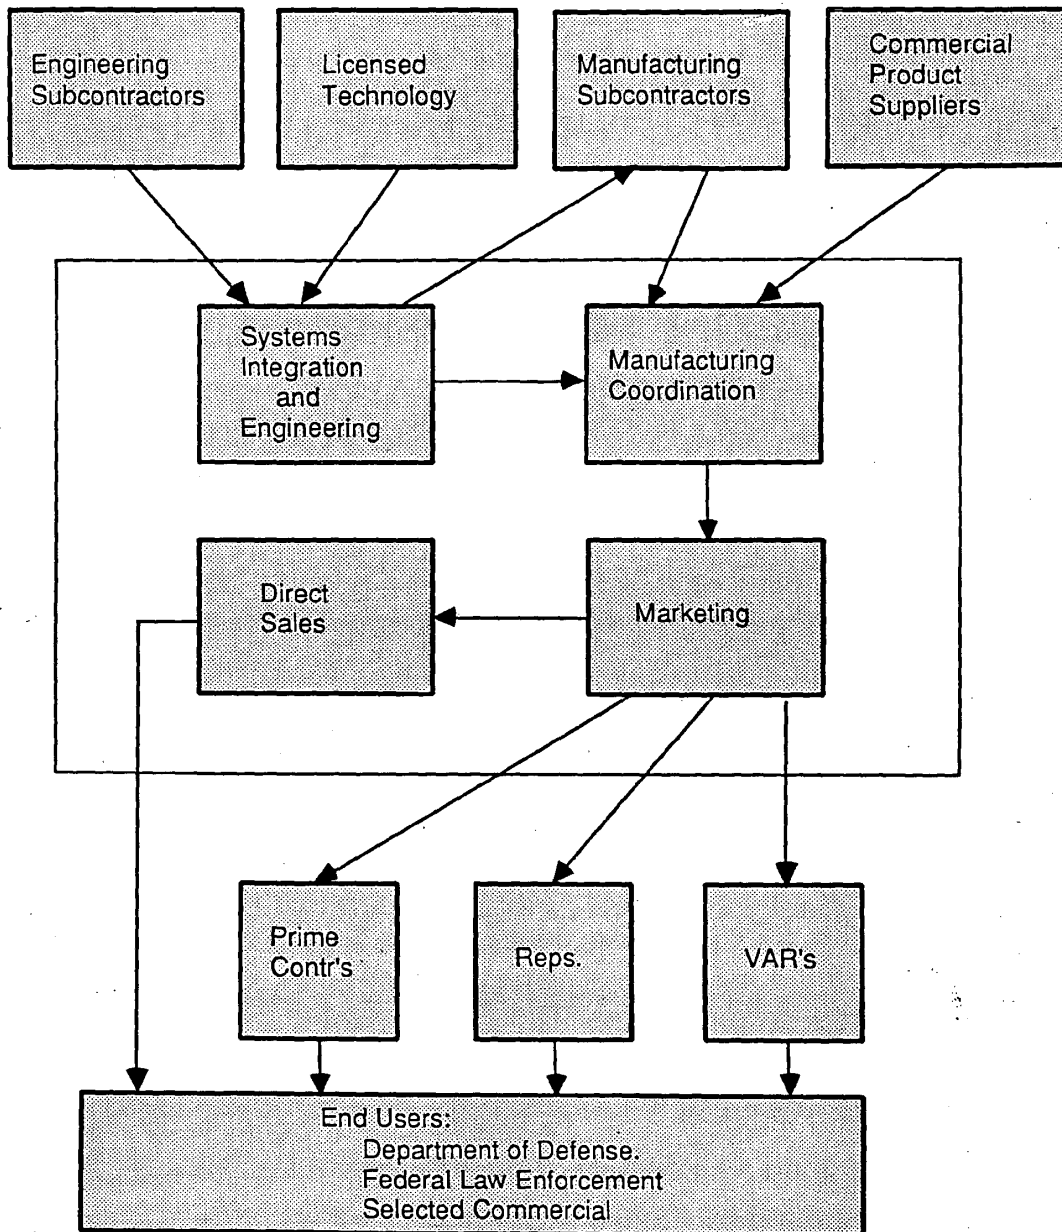 Engineering
Subcontractors
Licensed
Technology
Manufacturing
Subcontractors
Commercial
Product
Suppliers
Systems
Integration
and
Engineering
Manufacturing
Coordination
Direct
Sales
Marketing
Prime
Contr's
Reps.
VAR's
End Users:
Department of Defense.
Federal Law Enforcement
Selected Commercial